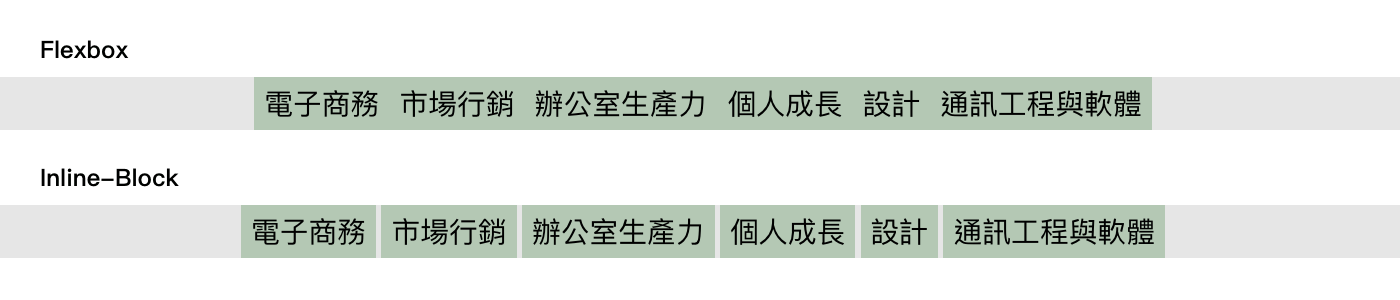 Flexbox
電子商務 市場行銷 辦公室生產力 個人成長 設計 通訊工程與軟體
Inline-Block
電子商務 市場行銷 辦公室生產力 個人成長 設計 通訊工程與軟體